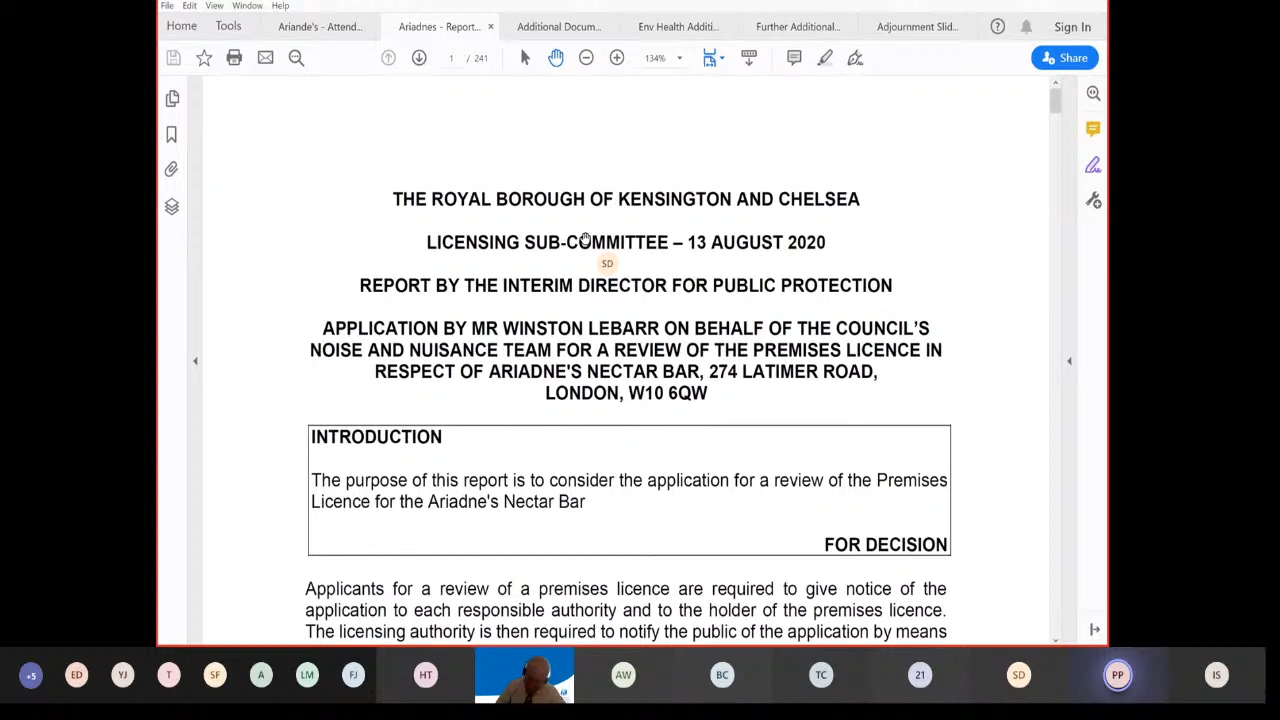 File Edit View Window Help
Home Tools Ariande's - Attend... Ariadnes - Report... × Additional Docum... Env Health Additi... Further Additional... Adjournment Slid... Sign In
1 / 241 134% Share
THE ROYAL BOROUGH OF KENSINGTON AND CHELSEA
LICENSING SUB-COMMITTEE – 13 AUGUST 2020
SD
REPORT BY THE INTERIM DIRECTOR FOR PUBLIC PROTECTION
APPLICATION BY MR WINSTON LEBARR ON BEHALF OF THE COUNCIL'S
NOISE AND NUISANCE TEAM FOR A REVIEW OF THE PREMISES LICENCE IN
RESPECT OF ARIADNE'S NECTAR BAR, 274 LATIMER ROAD,
LONDON, W10 6QW
INTRODUCTION
The purpose of this report is to consider the application for a review of the Premises
Licence for the Ariadne's Nectar Bar
FOR DECISION
Applicants for a review of a premises licence are required to give notice of the
application to each responsible authority and to the holder of the premises licence.
The licensing authority is then required to notify the public of the application by means
+5 ED YJ T SF A LM FJ HT AW BC TC 21 SD PP IS